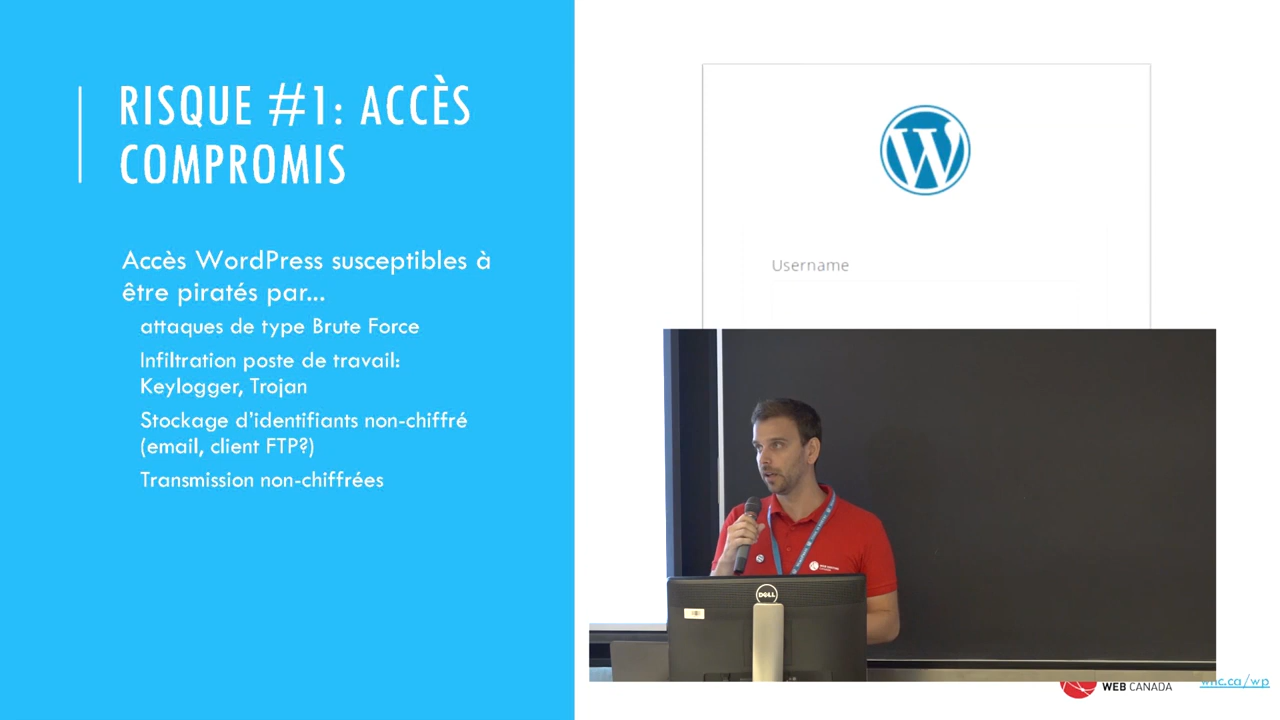 RISQUE #1: ACCÈS
COMPROMIS
Accès WordPress susceptibles à
être piratés par...
attaques de type Brute Force
Infiltration poste de travail:
Keylogger, Trojan
Stockage d'identifiants non-chiffré
(email, client FTP?)
Transmission non-chiffrées
W
Username
DELL
WEB CANADA
whc.ca/wp